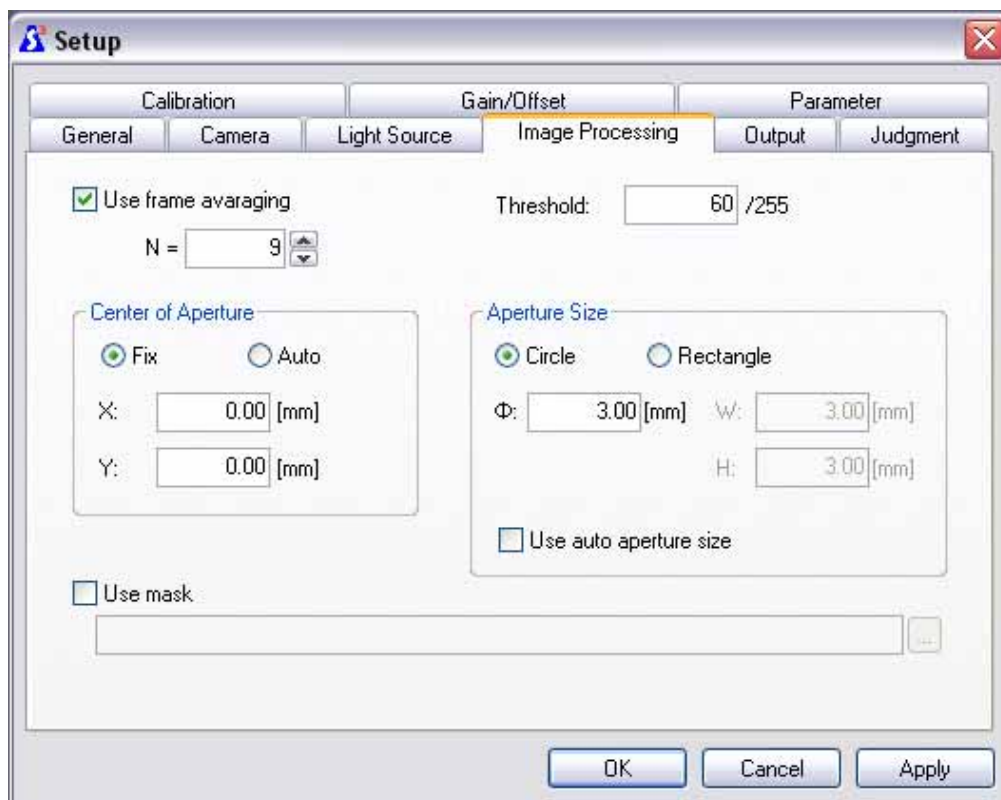 Setup
Calibration Gain/Offset Parameter
General Camera Light Source Image Processing Output Judgment
Use frame avaraging
Threshold: 60 /255
N = 9
Center of Aperture
Aperture Size
Fix Auto
Circle Rectangle
X: 0.00 [mm]
Φ: 3.00 [mm] W: 3.00 [mm]
Y: 0.00 [mm]
H: 3.00 [mm]
Use auto aperture size
Use mask
...
OK Cancel Apply